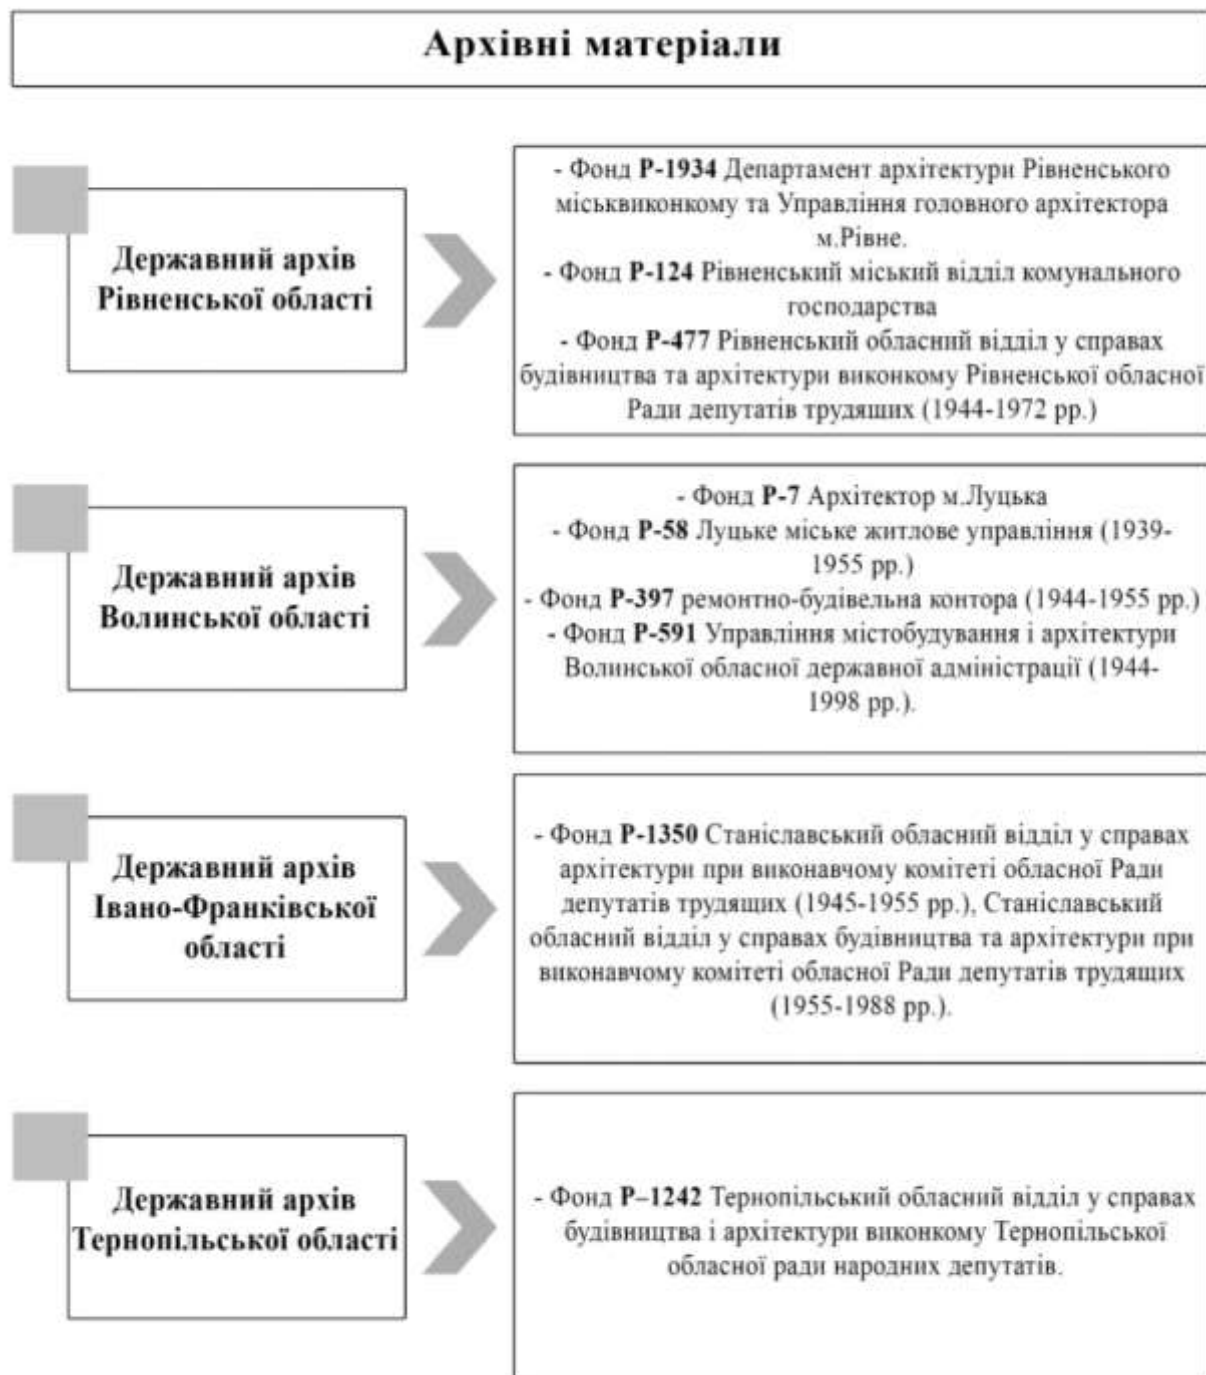 Архівні матеріали
Державний архів
Рівненської області
- Фонд Р-1934 Департамент архітектури Рівненського
міськвиконкому та Управління головного архітектора
м.Рівне.
- Фонд Р-124 Рівненський міський відділ комунального
господарства
- Фонд Р-477 Рівненський обласний відділ у справах
будівництва та архітектури виконкому Рівненської обласної
Ради депутатів трудящих (1944-1972 рр.)
Державний архів
Волинської області
- Фонд Р-7 Архітектор м.Луцька
- Фонд Р-58 Луцьке міське житлове управління (1939-
1955 рр.)
- Фонд Р-397 ремонтно-будівельна контора (1944-1955 рр.)
- Фонд Р-591 Управління містобудування і архітектури
Волинської обласної державної адміністрації (1944-
1998 рр.).
Державний архів
Івано-Франківської
області
- Фонд Р-1350 Станіславський обласний відділ у справах
архітектури при виконавчому комітеті обласної Ради
депутатів трудящих (1945-1955 рр.), Станіславський
обласний відділ у справах будівництва та архітектури при
виконавчому комітеті обласної Ради депутатів трудящих
(1955-1988 рр.).
Державний архів
Тернопільської області
- Фонд Р–1242 Тернопільський обласний відділ у справах
будівництва і архітектури виконкому Тернопільської
обласної ради народних депутатів.